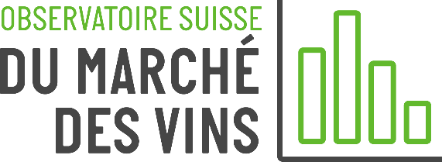 OBSERVATOIRE SUISSE
DU MARCHÉ
DES VINS